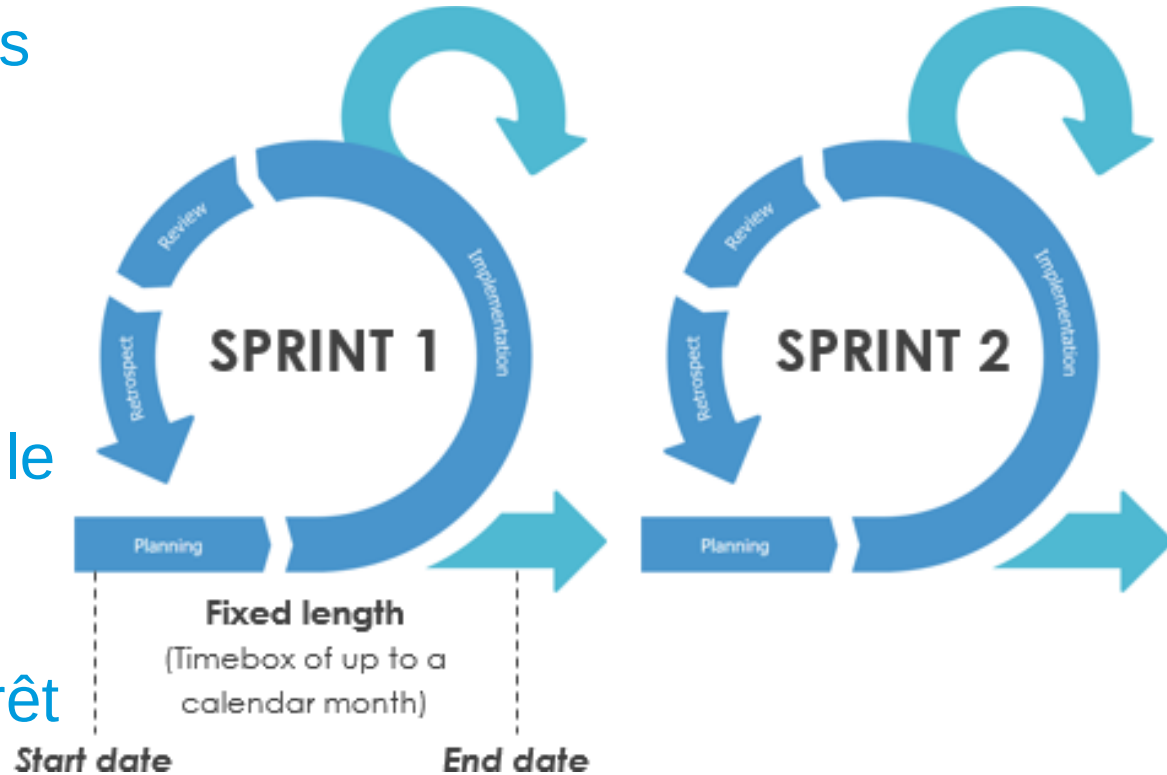 s
le
rêt
Review
Implementation
Retrospect
SPRINT 1
Planning
Review
Implementation
Retrospect
SPRINT 2
Planning
Fixed length
(Timebox of up to a
calendar month)
Start date
End date